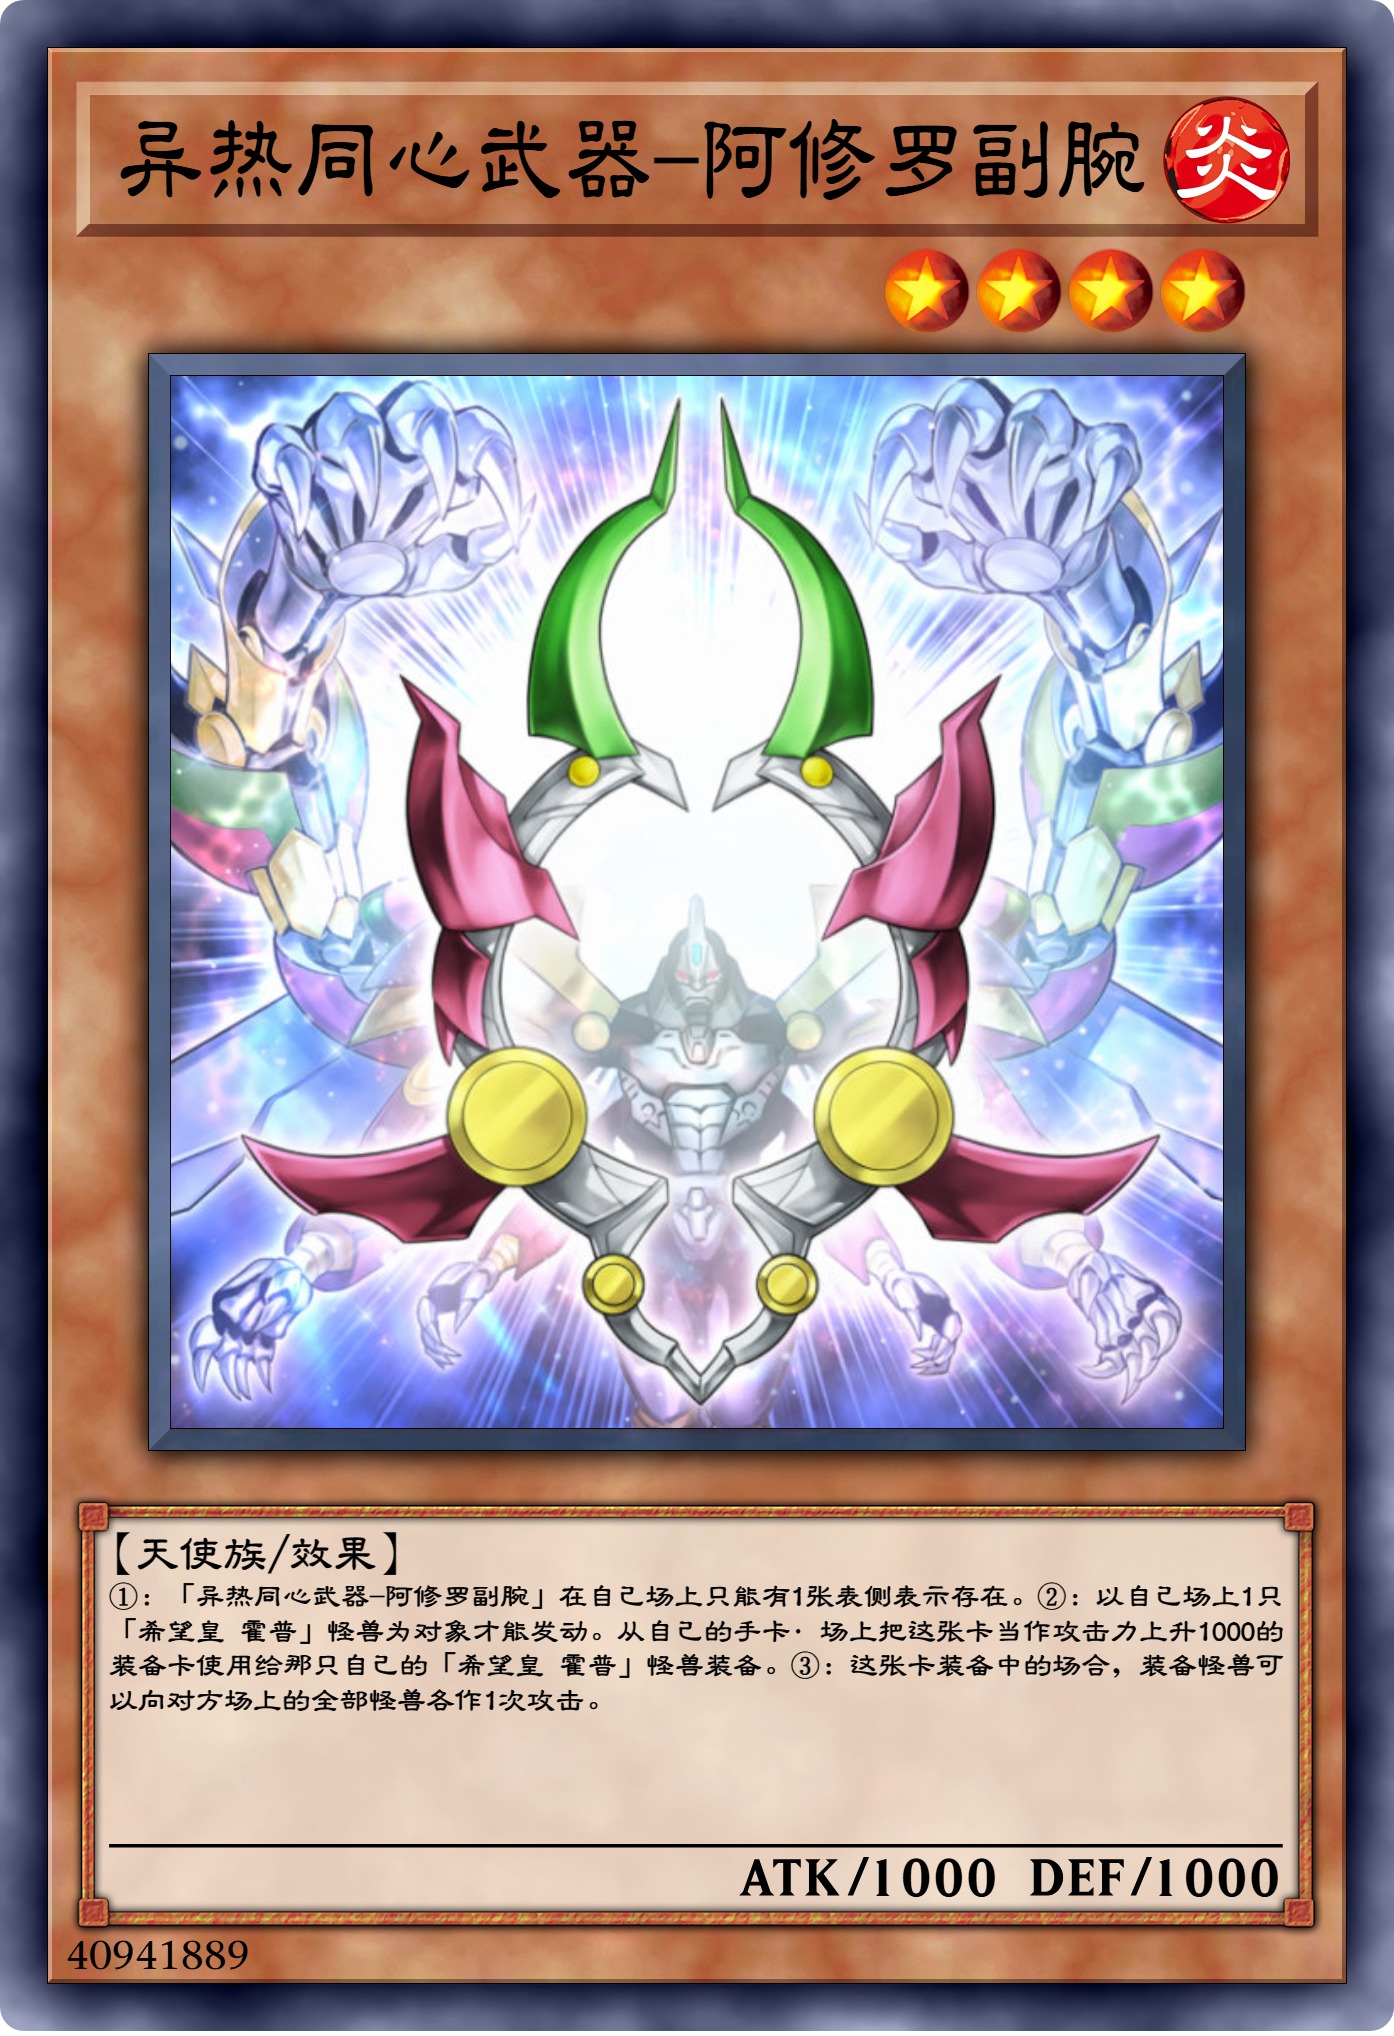 异热同心武器-阿修罗副腕
炎
【天使族/效果】
①：「异热同心武器-阿修罗副腕」在自己场上只能有1张表侧表示存在。②：以自己场上1只
「希望皇 霍普」怪兽为对象才能发动。从自己的手卡·场上把这张卡当作攻击力上升1000的
装备卡使用给那只自己的「希望皇 霍普」怪兽装备。③：这张卡装备中的场合，装备怪兽可
以向对方场上的全部怪兽各作1次攻击。
ATK/1000 DEF/1000
40941889